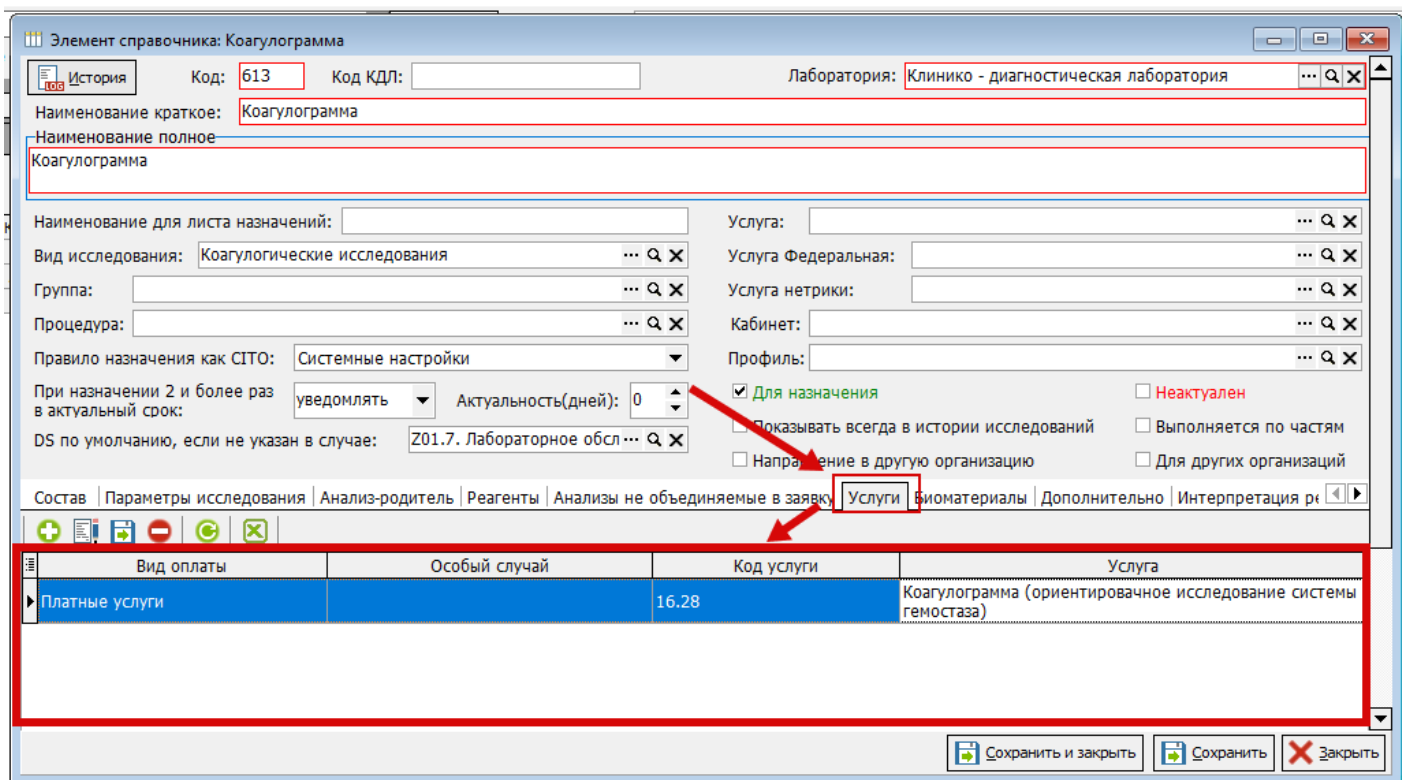 Элемент справочника: Коагулограмма
История Код: 613 Код КДЛ: Лаборатория: Клинико - диагностическая лаборатория
Наименование краткое: Коагулограмма
Наименование полное
Коагулограмма
Наименование для листа назначений: Услуга:
Вид исследования: Коагулогические исследования Услуга Федеральная:
Группа: Услуга нетрики:
Процедура: Кабинет:
Правило назначения как CITO: Системные настройки Профиль:
При назначении 2 и более раз
в актуальный срок: уведомлять Актуальность(дней): 0 Для назначения Неактуален
Показывать всегда в истории исследований Выполняется по частям
DS по умолчанию, если не указан в случае: Z01.7. Лабораторное обсл
Направление в другую организацию Для других организаций
Состав Параметры исследования Анализ-родитель Реагенты Анализы не объединяемые в заявку Услуги Биоматериалы Дополнительно Интерпретация ре
Вид оплаты Особый случай Код услуги Услуга
Платные услуги 16.28 Коагулограмма (ориентировачное исследование системы
гемостаза)
Сохранить и закрыть Сохранить Закрыть